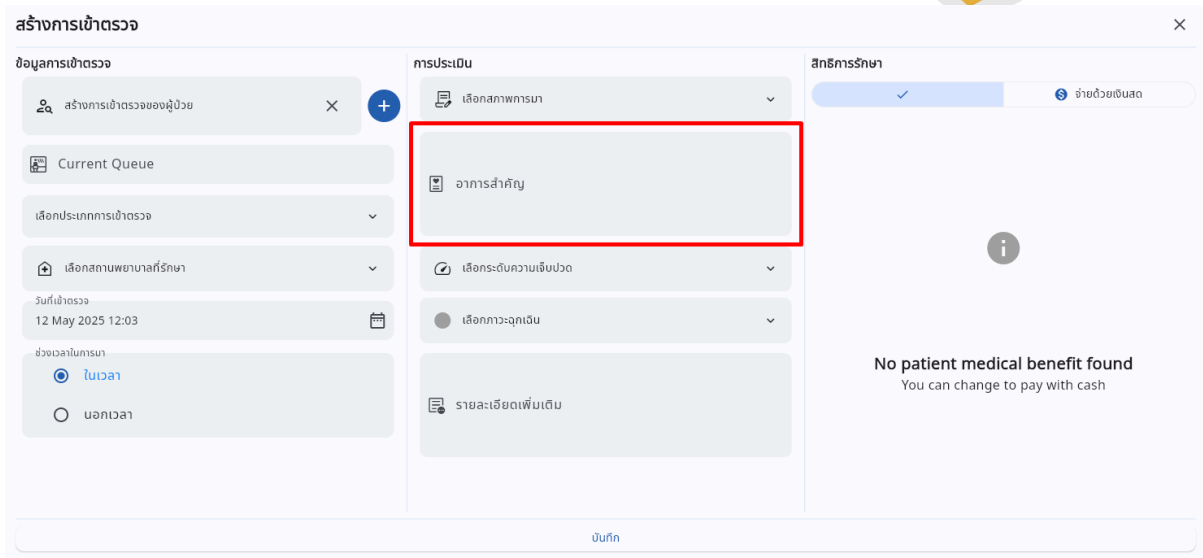 สร้างการเข้าตรวจ
ข้อมูลการเข้าตรวจ
สร้างการเข้าตรวจของผู้ป่วย
Current Queue
เลือกประเภทการเข้าตรวจ
เลือกสถานพยาบาลที่รักษา
วันที่เข้าตรวจ
12 May 2025 12:03
ช่วงเวลาในการมา
ในเวลา
นอกเวลา
การประเมิน
เลือกสภาพการมา
อาการสำคัญ
เลือกระดับความเจ็บปวด
เลือกภาวะฉุกเฉิน
รายละเอียดเพิ่มเติม
สิทธิการรักษา
จ่ายด้วยเงินสด
No patient medical benefit found
You can change to pay with cash
บันทึก